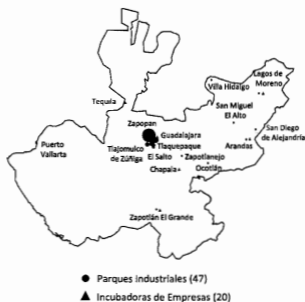 Villa Hidalgo
Lagos de
Moreno
San Miguel
El Alto
Tequila
Zapopan
Guadalajara
San Diego
de Alejandría
Puerto
Vallarta
Tlajomulco
de Zúñiga
Tlaquepaque
El Salto
Arandas
Zapotlanejo
Chapala
Ocotlán
Zapotlán El Grande
Parques industriales (47)
Incubadoras de Empresas (20)